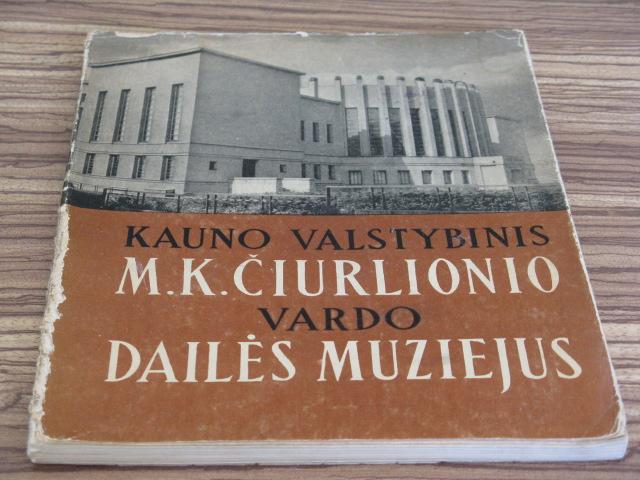 KAUNO VALSTYBINIS
M.K.ČIURLIONIO
VARDO
DAILĖS MUZIEJUS